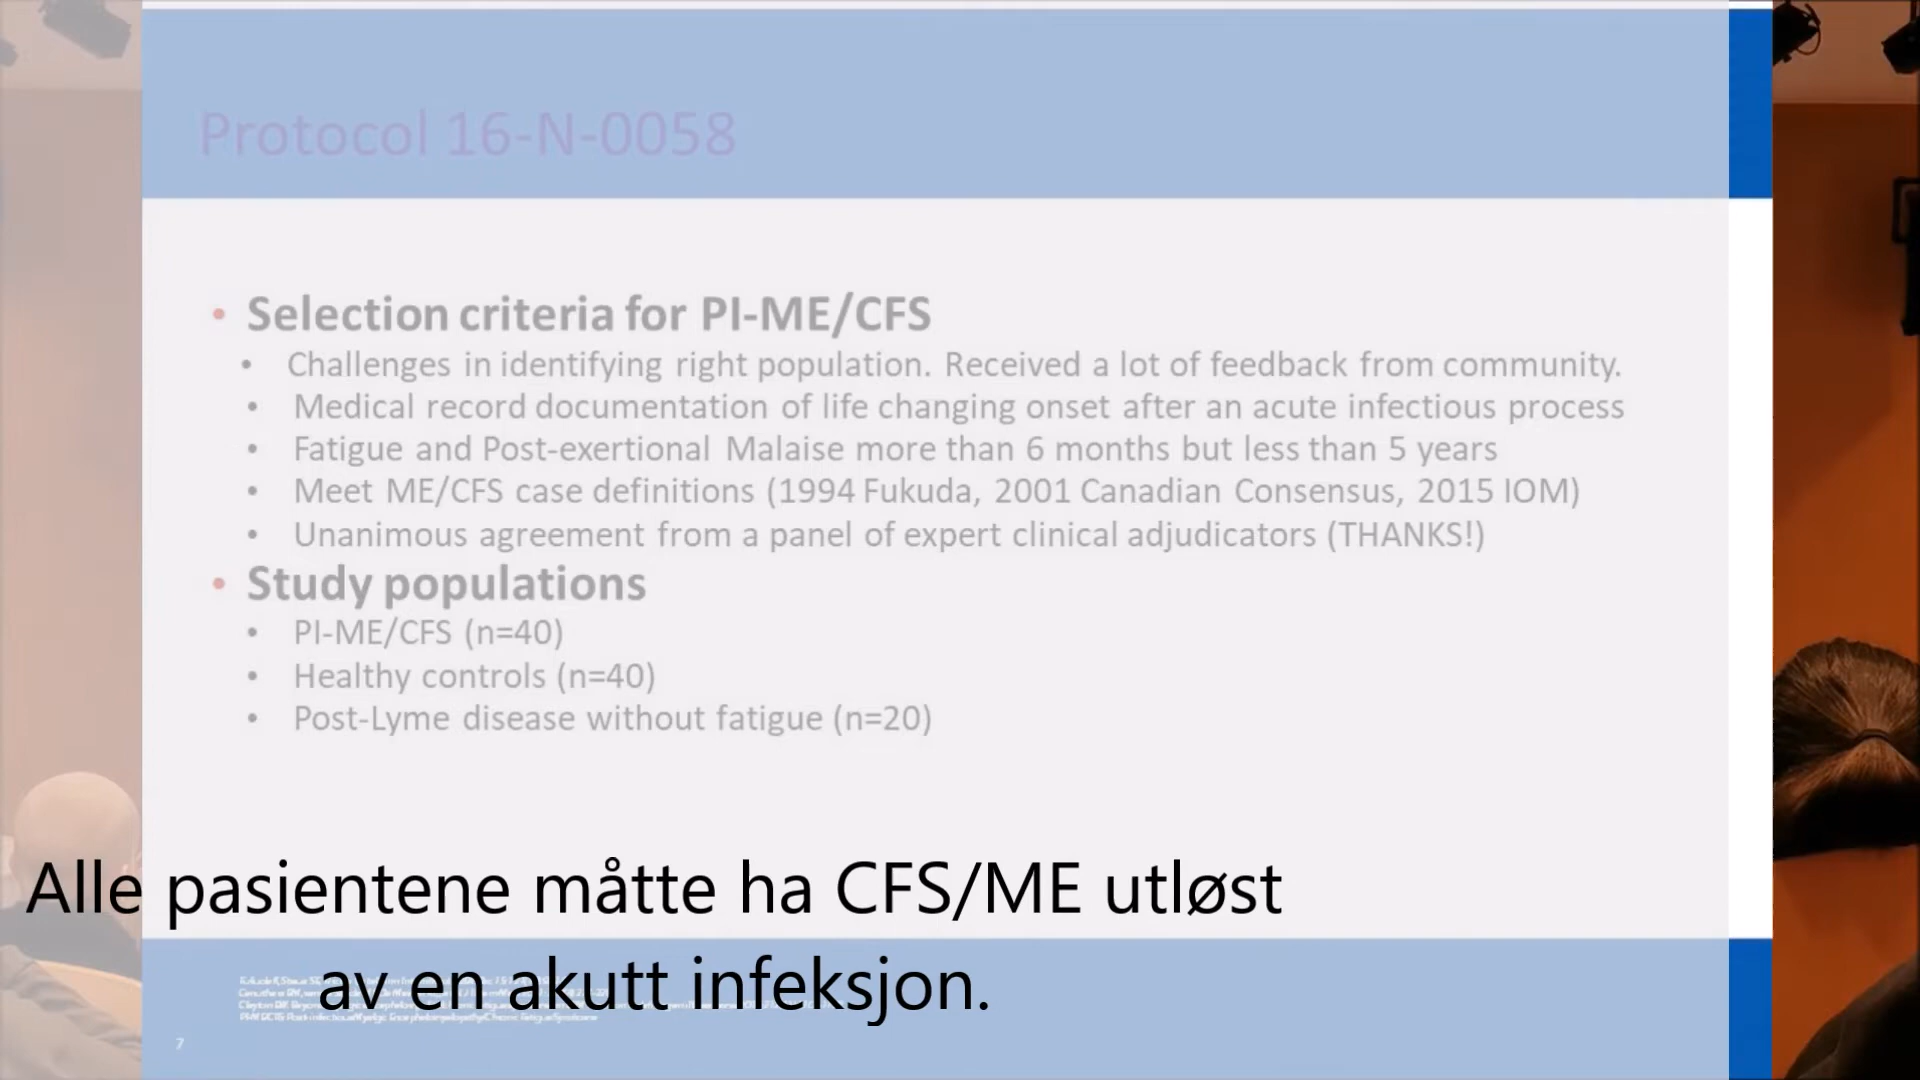 Protocol 16-N-0058
• Selection criteria for PI-ME/CFS
• Challenges in identifying right population. Received a lot of feedback from community.
• Medical record documentation of life changing onset after an acute infectious process
• Fatigue and Post-exertional Malaise more than 6 months but less than 5 years
• Meet ME/CFS case definitions (1994 Fukuda, 2001 Canadian Consensus, 2015 IOM)
• Unanimous agreement from a panel of expert clinical adjudicators (THANKS!)
• Study populations
• PI-ME/CFS (n=40)
• Healthy controls (n=40)
• Post-Lyme disease without fatigue (n=20)
Alle pasientene måtte ha CFS/ME utløst
av en akutt infeksjon.
7